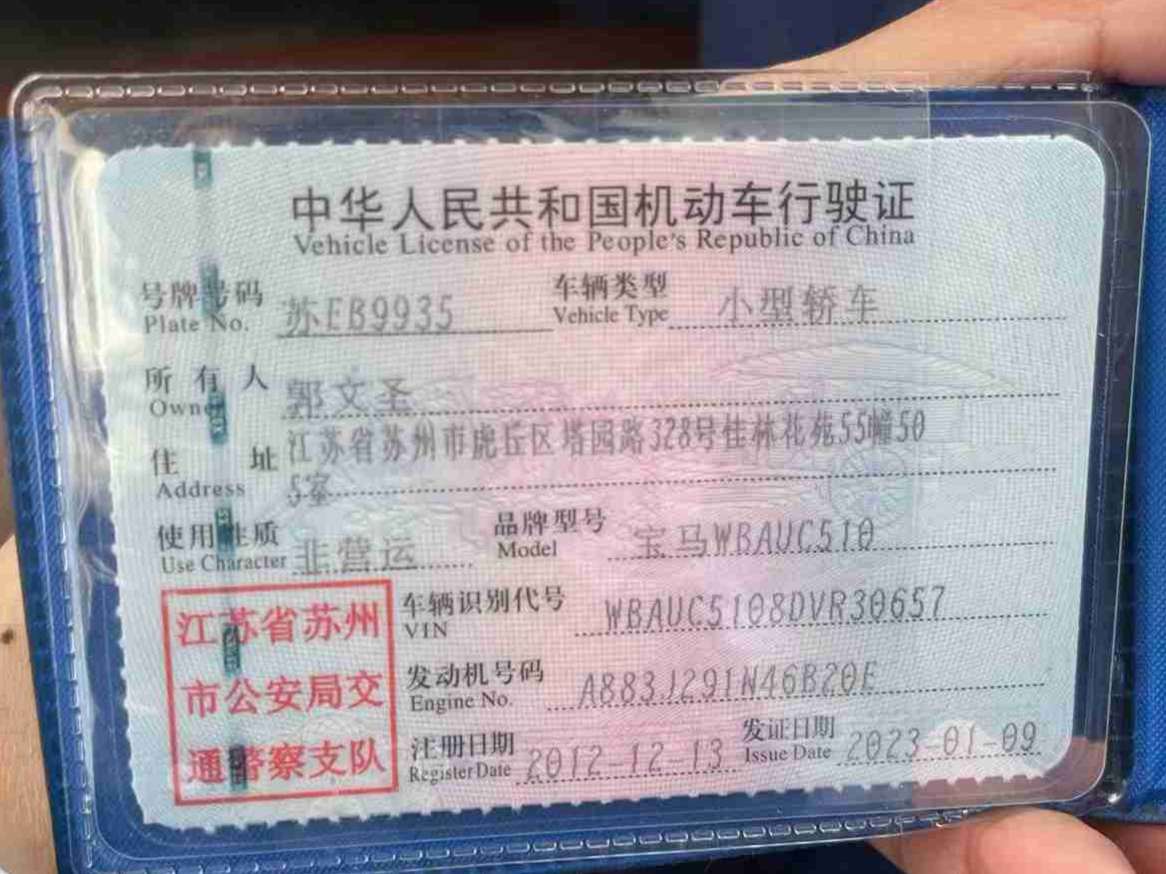 中华人民共和国机动车行驶证
Vehicle License of the People's Republic of China
号牌号码 苏EB9935 车辆类型 小型轿车
Plate No. Vehicle Type
所有人 郭文圣
Owner
住址 江苏省苏州市虎丘区塔园路328号桂林花苑55幢50
Address 5室
使用性质 非营运 品牌型号 宝马WBAUC510
Use Character Model
江苏省苏州
市公安局交
通警察支队
车辆识别代号 WBAUC5108DVR30657
VIN
发动机号码 A883J291N46B20E
Engine No.
注册日期 2012-12-13 发证日期 2023-01-09
Register Date Issue Date